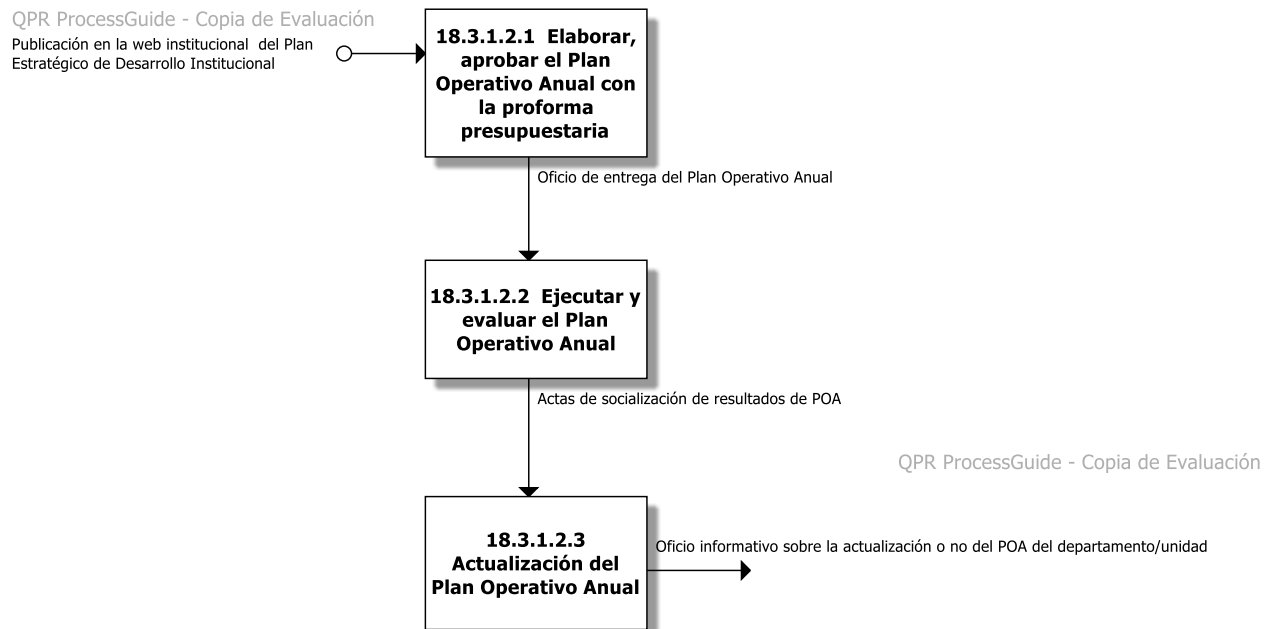 QPR ProcessGuide - Copia de Evaluación
Publicación en la web institucional  del Plan
Estratégico de Desarrollo Institucional
18.3.1.2.1  Elaborar,
aprobar el Plan
Operativo Anual con
la proforma
presupuestaria
Oficio de entrega del Plan Operativo Anual
18.3.1.2.2  Ejecutar y
evaluar el Plan
Operativo Anual
Actas de socialización de resultados de POA
QPR ProcessGuide - Copia de Evaluación
18.3.1.2.3
Actualización del
Plan Operativo Anual
Oficio informativo sobre la actualización o no del POA del departamento/unidad